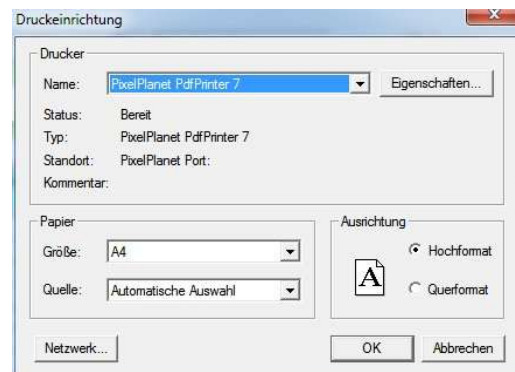 Druckeinrichtung
Drucker
Name: PixelPlanet PdfPrinter 7 Eigenschaften...
Status: Bereit
Typ: PixelPlanet PdfPrinter 7
Standort: PixelPlanet Port:
Kommentar:
Papier
Größe: A4
Quelle: Automatische Auswahl
Ausrichtung
A
Hochformat
Querformat
Netzwerk... OK Abbrechen